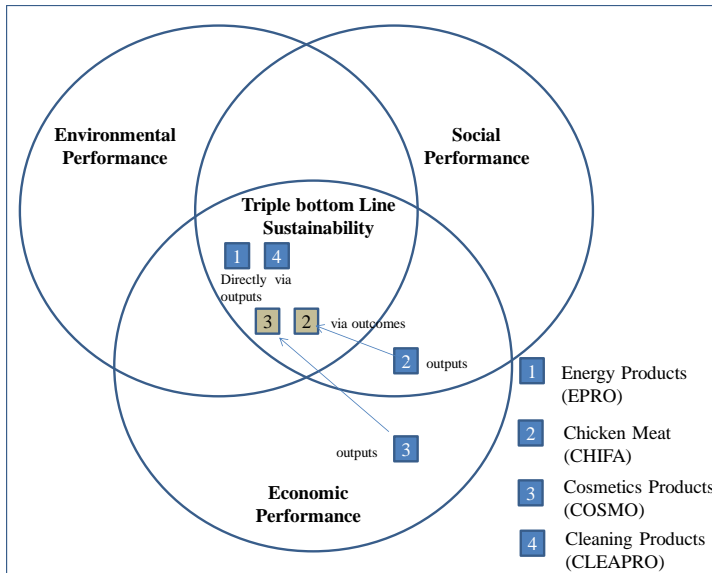 Environmental
Performance
Social
Performance
Triple bottom Line
Sustainability
1
4
Directly via
outputs
3
2
via outcomes
2
outputs
outputs
3
Economic
Performance
1
Energy Products
(EPRO)
2
Chicken Meat
(CHIFA)
3
Cosmetics Products
(COSMO)
4
Cleaning Products
(CLEAPRO)